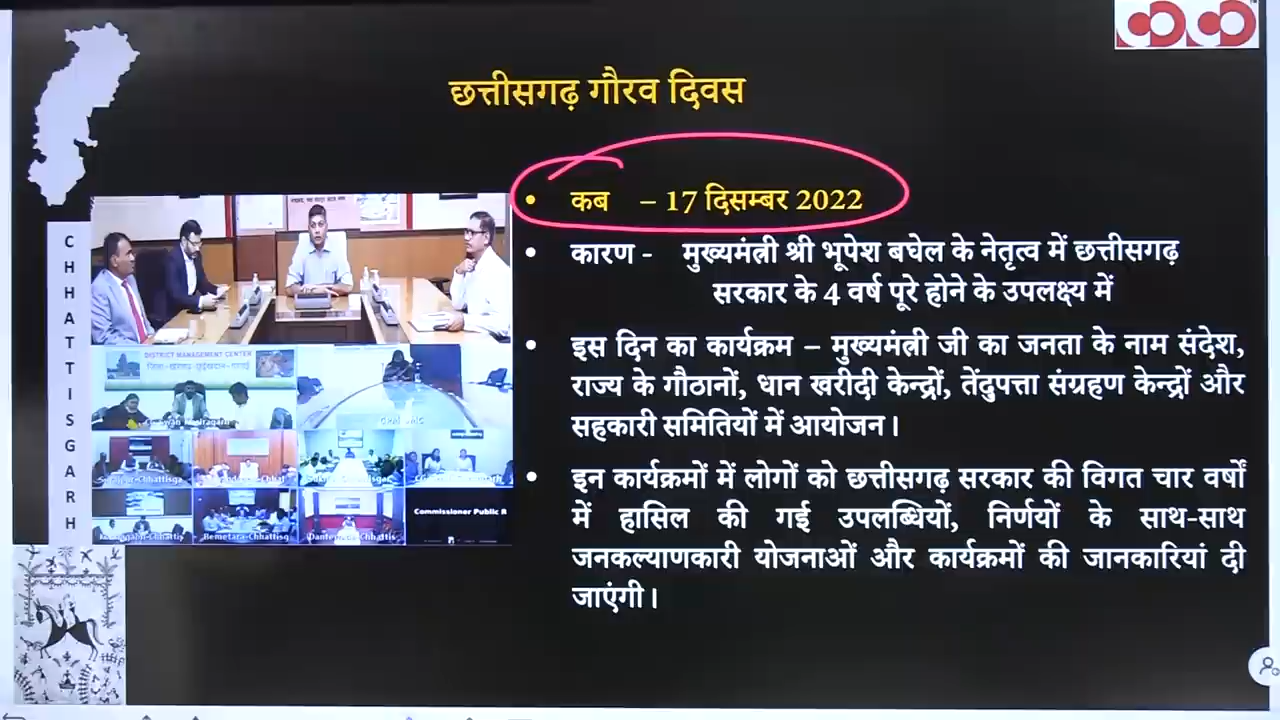 छत्तीसगढ़ गौरव दिवस
• कब – 17 दिसम्बर 2022
• कारण - मुख्यमंत्री श्री भूपेश बघेल के नेतृत्व में छत्तीसगढ़
सरकार के 4 वर्ष पूरे होने के उपलक्ष्य में
• इस दिन का कार्यक्रम – मुख्यमंत्री जी का जनता के नाम संदेश,
राज्य के गौठानों, धान खरीदी केन्द्रों, तेंदुपत्ता संग्रहण केन्द्रों और
सहकारी समितियों में आयोजन।
• इन कार्यक्रमों में लोगों को छत्तीसगढ़ सरकार की विगत चार वर्षों
में हासिल की गई उपलब्धियों, निर्णयों के साथ-साथ
जनकल्याणकारी योजनाओं और कार्यक्रमों की जानकारियां दी
जाएंगी।
CHHATTISGARH
DISTRICT MANAGEMENT CENTER
Bemetara-Chhattisg
Commissioner Public R